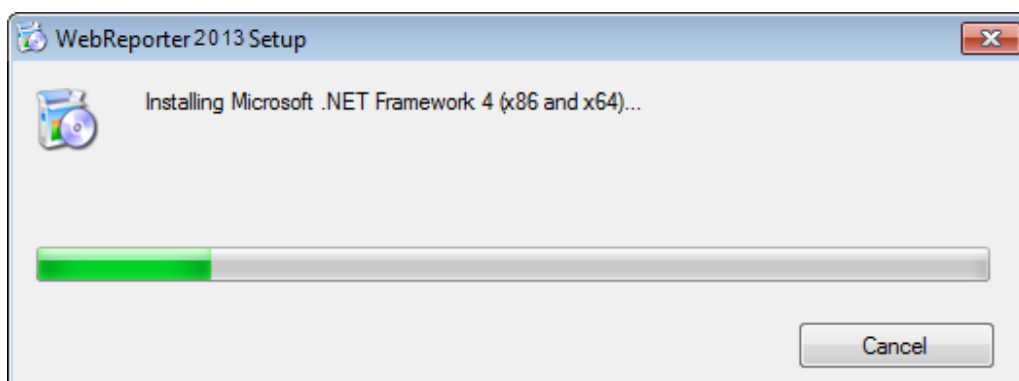 WebReporter 2013 Setup
Installing Microsoft .NET Framework 4 (x86 and x64)...
Cancel